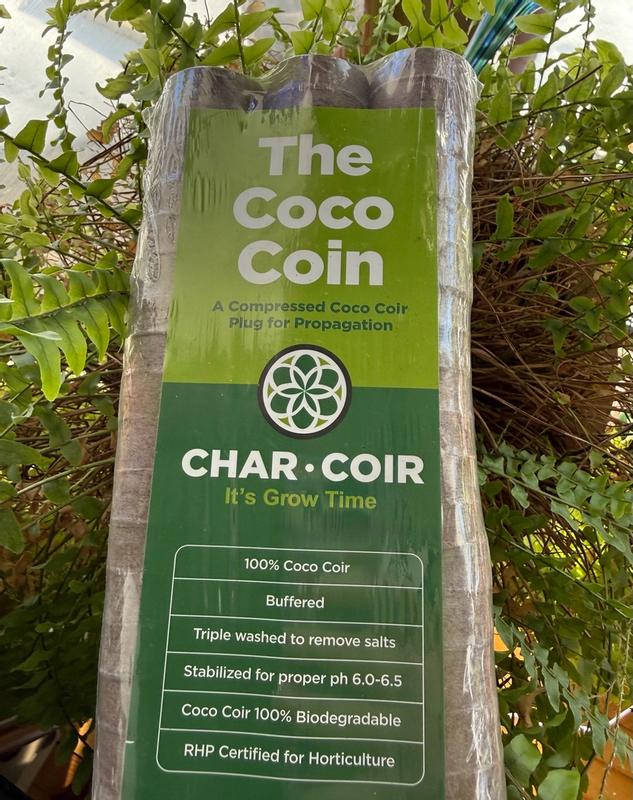 The
Coco
Coin
A Compressed Coco Coir
Plug for Propagation
CHAR·COIR
It's Grow Time
100% Coco Coir
Buffered
Triple washed to remove salts
Stabilized for proper ph 6.0-6.5
Coco Coir 100% Biodegradable
RHP Certified for Horticulture